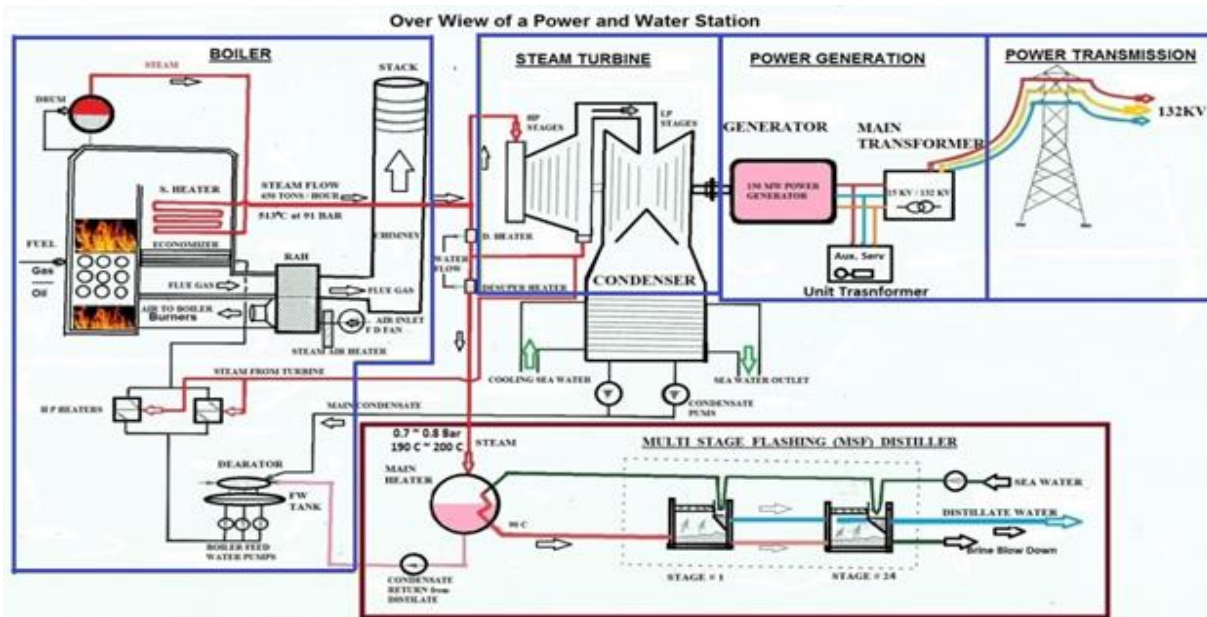 Over Wiew of a Power and Water Station
BOILER
STEAM
DRUM
STACK
S. HEATER
STEAM FLOW
450 TONS / HOUR
513°C at 91 BAR
CHIMNEY
ECONOMIZER
FUEL
Gas
Oil
RAH
FLUE GAS
FLUE GAS
AIR TO BOILER
Burners
AIR INLET
F D FAN
STEAM AIR HEATER
STEAM FROM TURBINE
H P HEATERS
MAIN CONDENSATE
DEARATOR
FW
TANK
BOILER FEED
WATER PUMPS
STEAM TURBINE
HP
STAGES
LP
STAGES
D. HEATER
WATER
FLOW
DESUPER HEATER
CONDENSER
COOLING SEA WATER
SEA WATER OUTLET
CONDENSATE
PUMS
POWER GENERATION
GENERATOR
150 MW POWER
GENERATOR
MAIN
TRANSFORMER
15 KV / 132 KV
Aux. Serv
Unit Trasnformer
POWER TRANSMISSION
132KV
0.7 ~ 0.8 Bar
190 C ~ 200 C
STEAM
MULTI STAGE FLASHING (MSF) DISTILLER
MAIN
HEATER
90 C
SEA WATER
DISTILLATE WATER
Brine Blow Down
STAGE # 1
STAGE # 24
CONDENSATE
RETURN from
DISTILATE